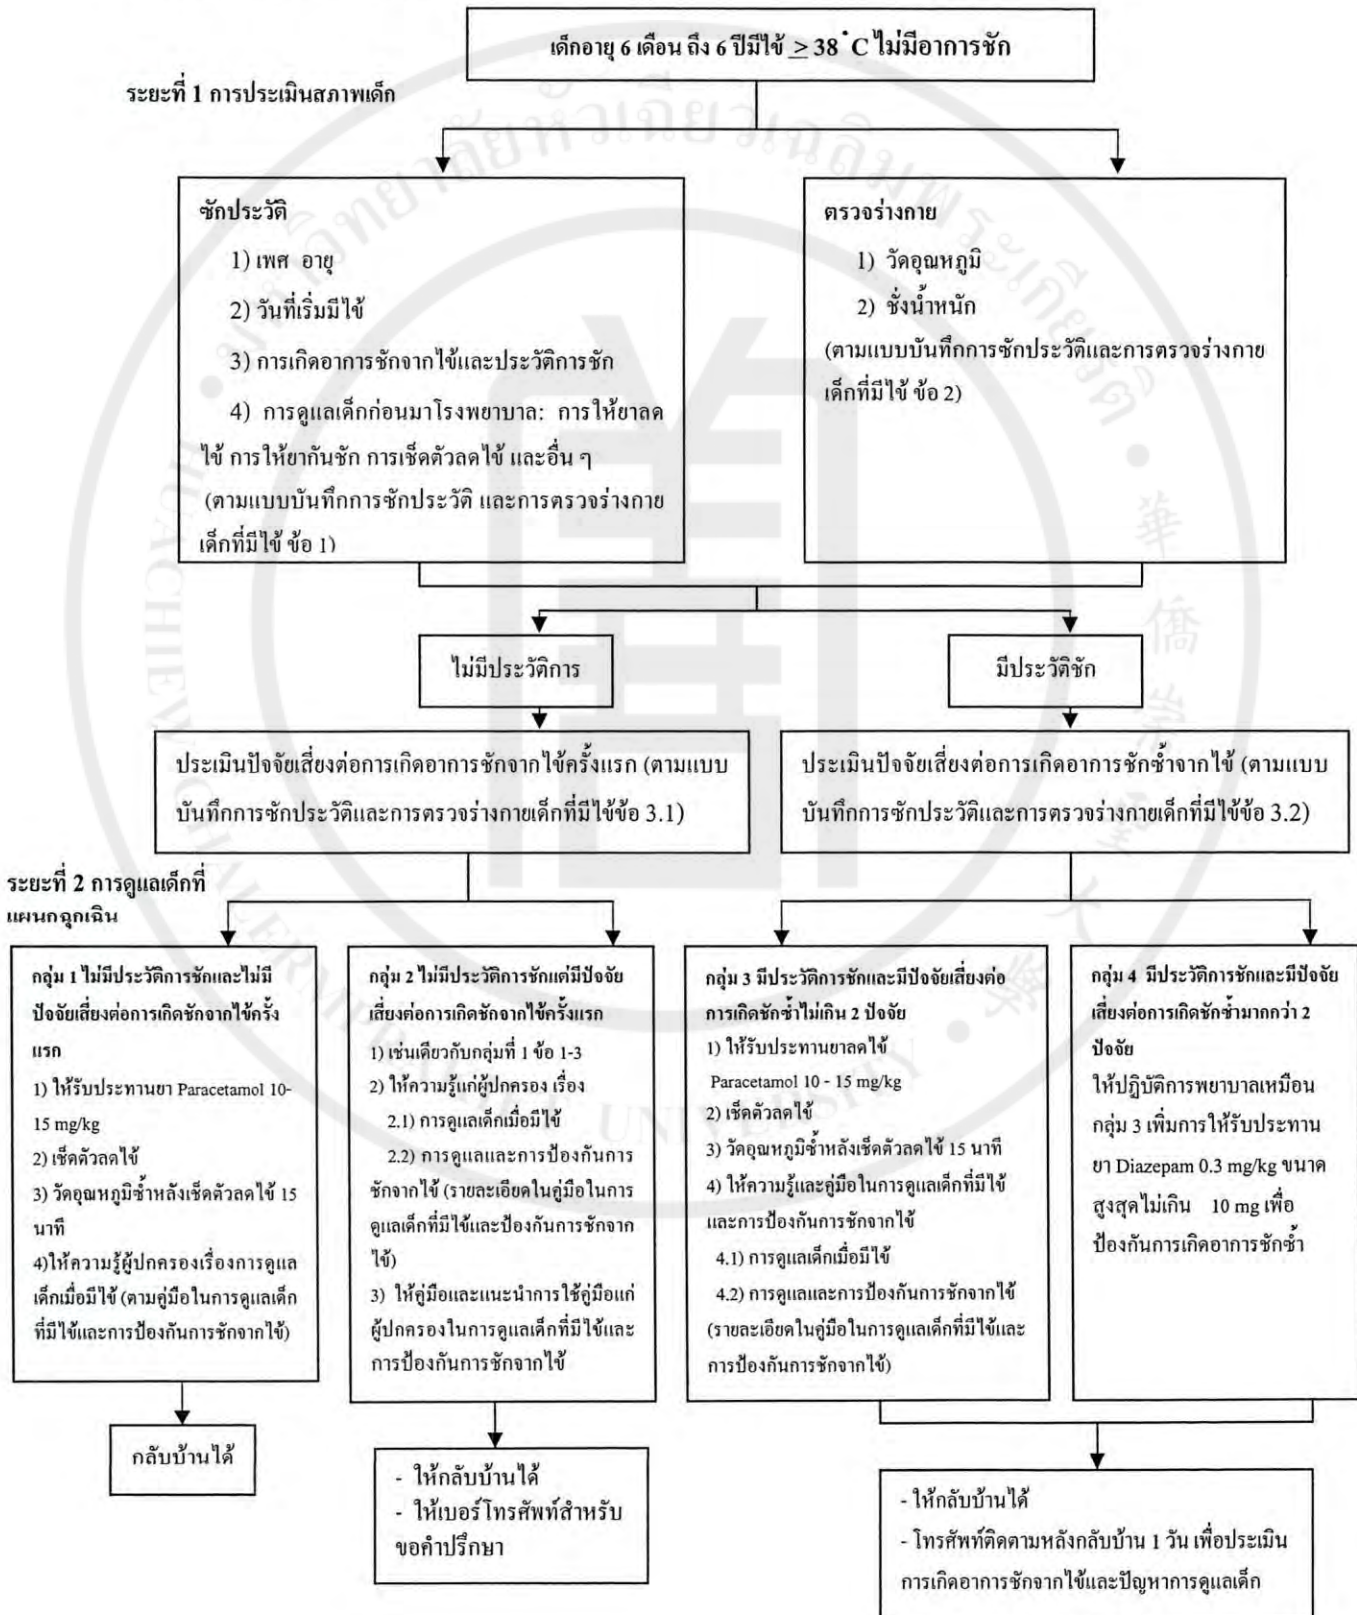 เด็กอายุ 6 เดือน ถึง 6 ปีมีไข้ ≥ 38 °C ไม่มีอาการชัก
ระยะที่ 1 การประเมินสภาพเด็ก
ซักประวัติ
1) เพศ อายุ
2) วันที่เริ่มมีไข้
3) การเกิดอาการชักจากไข้และประวัติการชัก
4) การดูแลเด็กก่อนมาโรงพยาบาล: การให้ยาลด
ไข้ การให้ยากันชัก การเช็ดตัวลดไข้ และอื่น ๆ
(ตามแบบบันทึกการซักประวัติ และการตรวจร่างกาย
เด็กที่มีไข้ ข้อ 1)
ตรวจร่างกาย
1) วัดอุณหภูมิ
2) ชั่งน้ำหนัก
(ตามแบบบันทึกการซักประวัติและการตรวจร่างกาย
เด็กที่มีไข้ ข้อ 2)
ไม่มีประวัติการ
มีประวัติชัก
ประเมินปัจจัยเสี่ยงต่อการเกิดอาการชักจากไข้ครั้งแรก (ตามแบบ
บันทึกการซักประวัติและการตรวจร่างกายเด็กที่มีไข้ข้อ 3.1)
ประเมินปัจจัยเสี่ยงต่อการเกิดอาการชักซ้ำจากไข้ (ตามแบบ
บันทึกการซักประวัติและการตรวจร่างกายเด็กที่มีไข้ข้อ 3.2)
ระยะที่ 2 การดูแลเด็กที่
แผนกฉุกเฉิน
กลุ่ม 1 ไม่มีประวัติการชักและไม่มี
ปัจจัยเสี่ยงต่อการเกิดชักจากไข้ครั้ง
แรก
1) ให้รับประทานยา Paracetamol 10-
15 mg/kg
2) เช็ดตัวลดไข้
3) วัดอุณหภูมิซ้ำหลังเช็ดตัวลดไข้ 15
นาที
4)ให้ความรู้ผู้ปกครองเรื่องการดูแล
เด็กเมื่อมีไข้ (ตามคู่มือในการดูแลเด็ก
ที่มีไข้และการป้องกันการชักจากไข้)
กลุ่ม 2 ไม่มีประวัติการชักแต่มีปัจจัย
เสี่ยงต่อการเกิดชักจากไข้ครั้งแรก
1) เช่นเดียวกับกลุ่มที่ 1 ข้อ 1-3
2) ให้ความรู้แก่ผู้ปกครอง เรื่อง
2.1) การดูแลเด็กเมื่อมีไข้
2.2) การดูแลและการป้องกันการ
ชักจากไข้ (รายละเอียดในคู่มือในการ
ดูแลเด็กที่มีไข้และป้องกันการชักจาก
ไข้)
3) ให้คู่มือและแนะนำการใช้คู่มือแก่
ผู้ปกครองในการดูแลเด็กที่มีไข้และ
การป้องกันการชักจากไข้
กลุ่ม 3 มีประวัติการชักและมีปัจจัยเสี่ยงต่อ
การเกิดชักซ้ำไม่เกิน 2 ปัจจัย
1) ให้รับประทานยาลดไข้
Paracetamol 10 - 15 mg/kg
2) เช็ดตัวลดไข้
3) วัดอุณหภูมิซ้ำหลังเช็ดตัวลดไข้ 15 นาที
4) ให้ความรู้และคู่มือในการดูแลเด็กที่มีไข้
และการป้องกันการชักจากไข้
4.1) การดูแลเด็กเมื่อมีไข้
4.2) การดูแลและการป้องกันการชักจากไข้
(รายละเอียดในคู่มือในการดูแลเด็กที่มีไข้และ
การป้องกันการชักจากไข้)
กลุ่ม 4 มีประวัติการชักและมีปัจจัย
เสี่ยงต่อการเกิดชักซ้ำมากกว่า 2
ปัจจัย
ให้ปฏิบัติการพยาบาลเหมือน
กลุ่ม 3 เพิ่มการให้รับประทาน
ยา Diazepam 0.3 mg/kg ขนาด
สูงสุดไม่เกิน 10 mg เพื่อ
ป้องกันการเกิดอาการชักซ้ำ
กลับบ้านได้
- ให้กลับบ้านได้
- ให้เบอร์โทรศัพท์สำหรับ
ขอคำปรึกษา
- ให้กลับบ้านได้
- โทรศัพท์ติดตามหลังกลับบ้าน 1 วัน เพื่อประเมิน
การเกิดอาการชักจากไข้และปัญหาการดูแลเด็ก
มหาวิทยาลัยหัวเฉียวเฉลิมพระเกียรติ
HUACHIEW CHALERMPRAKIET UNIVERSITY
華僑崇聖大學